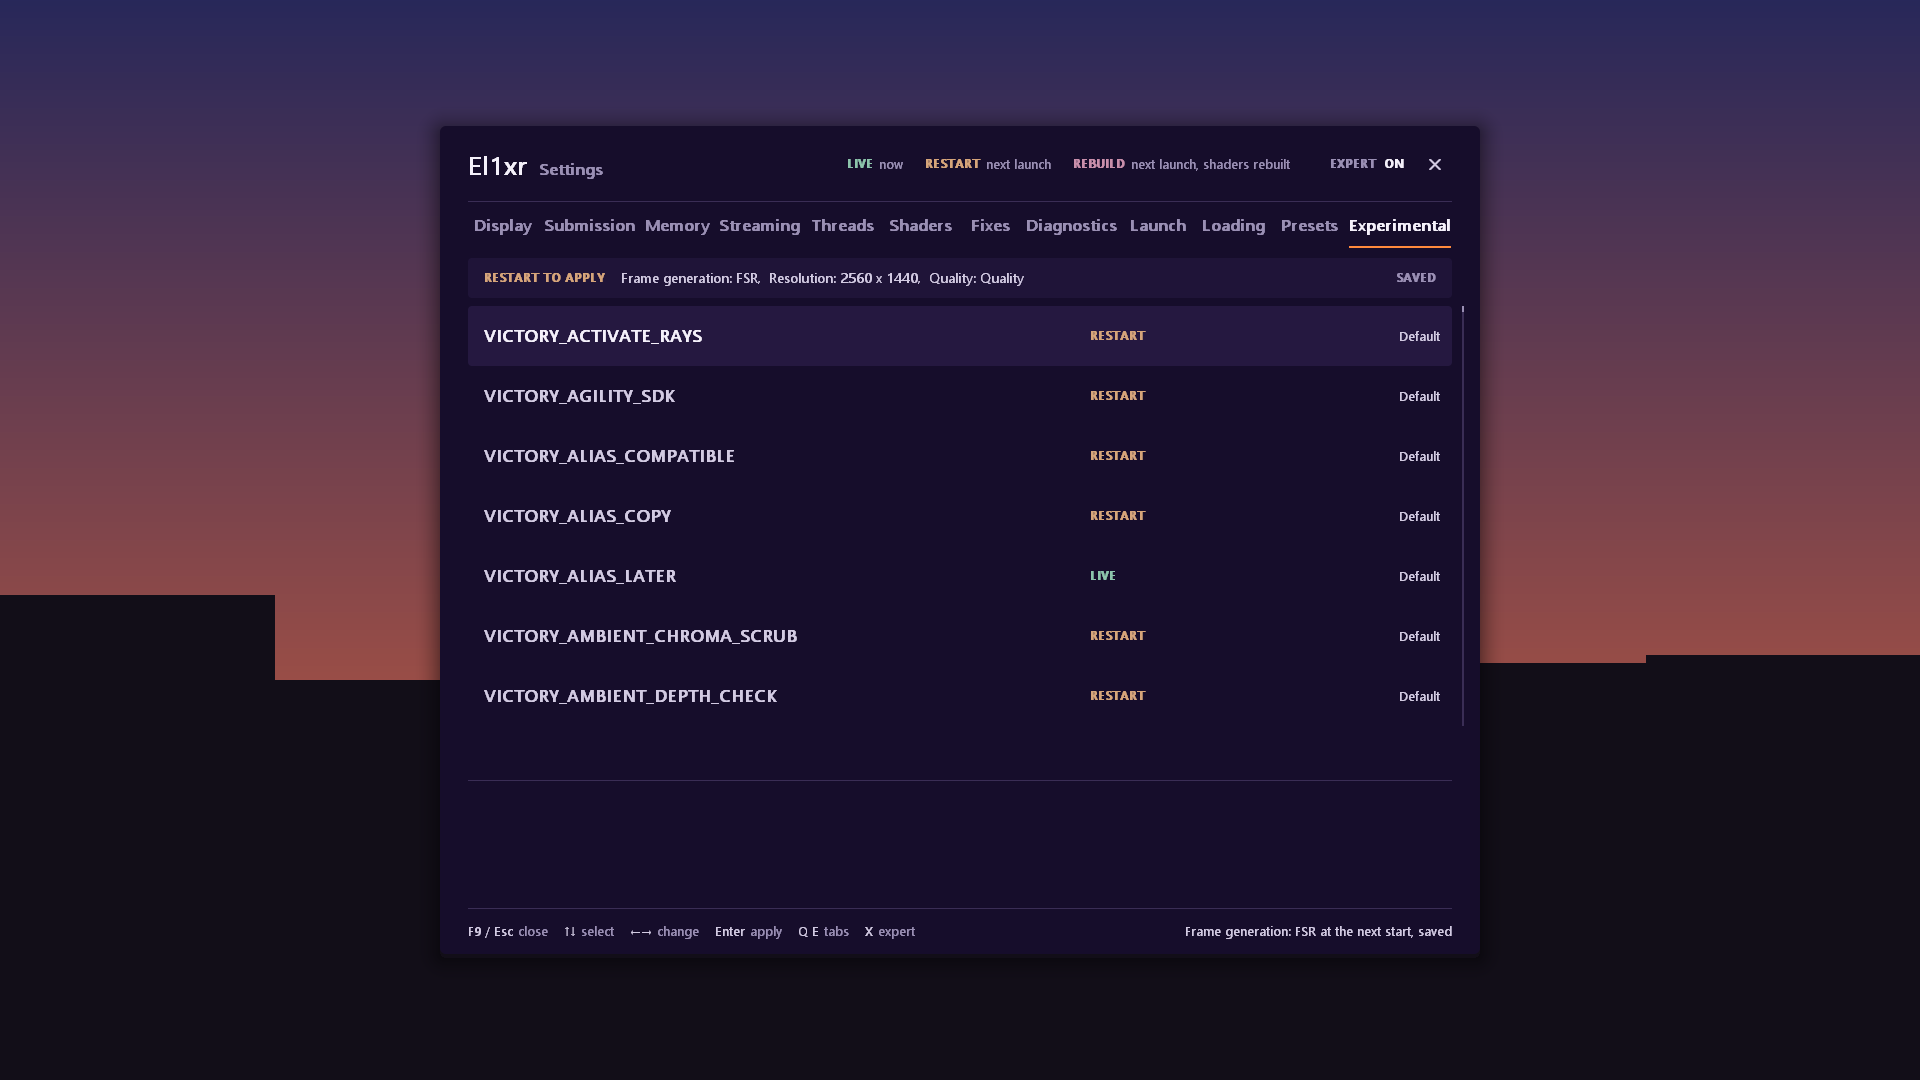 El1xr Settings LIVE now RESTART next launch REBUILD next launch, shaders rebuilt EXPERT ON ✕
Display Submission Memory Streaming Threads Shaders Fixes Diagnostics Launch Loading Presets Experimental
RESTART TO APPLY Frame generation: FSR, Resolution: 2560 x 1440, Quality: Quality SAVED
VICTORY_ACTIVATE_RAYS RESTART Default
VICTORY_AGILITY_SDK RESTART Default
VICTORY_ALIAS_COMPATIBLE RESTART Default
VICTORY_ALIAS_COPY RESTART Default
VICTORY_ALIAS_LATER LIVE Default
VICTORY_AMBIENT_CHROMA_SCRUB RESTART Default
VICTORY_AMBIENT_DEPTH_CHECK RESTART Default
F9 / Esc close ↑↓ select ←→ change Enter apply Q E tabs X expert Frame generation: FSR at the next start, saved